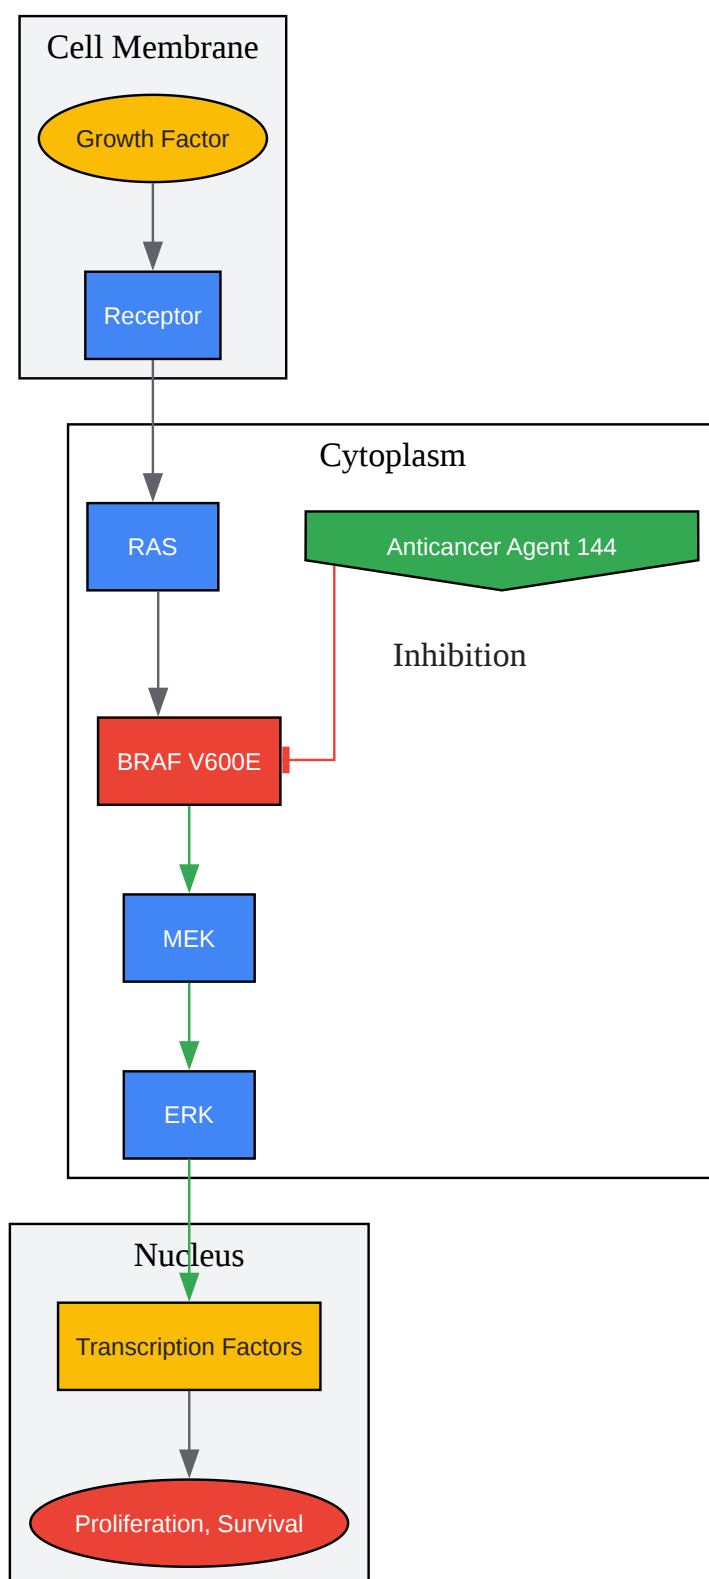 Cell Membrane
Growth Factor
Receptor
Cytoplasm
RAS
Anticancer Agent 144
Inhibition
BRAF V600E
MEK
ERK
Nucleus
Transcription Factors
Proliferation, Survival